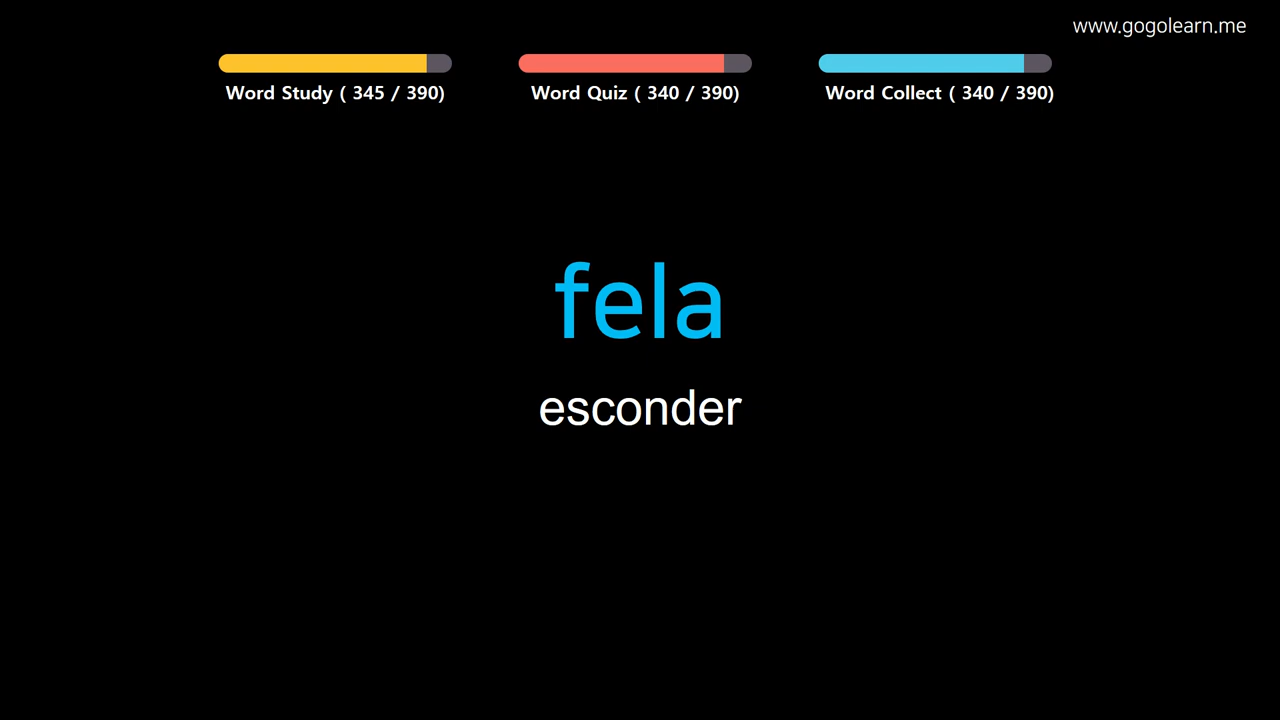 www.gogolearn.me
Word Study ( 345 / 390)
Word Quiz ( 340 / 390)
Word Collect ( 340 / 390)
fela
esconder